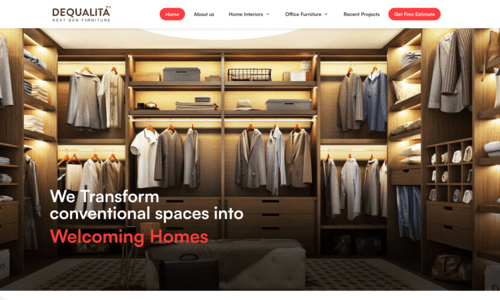 DEQUALITÀ
NEXT GEN FURNITURE
Home
About us
Home Interiors
Office Furniture
Recent Projects
Get Free Estimate
We Transform
conventional spaces into
Welcoming Homes